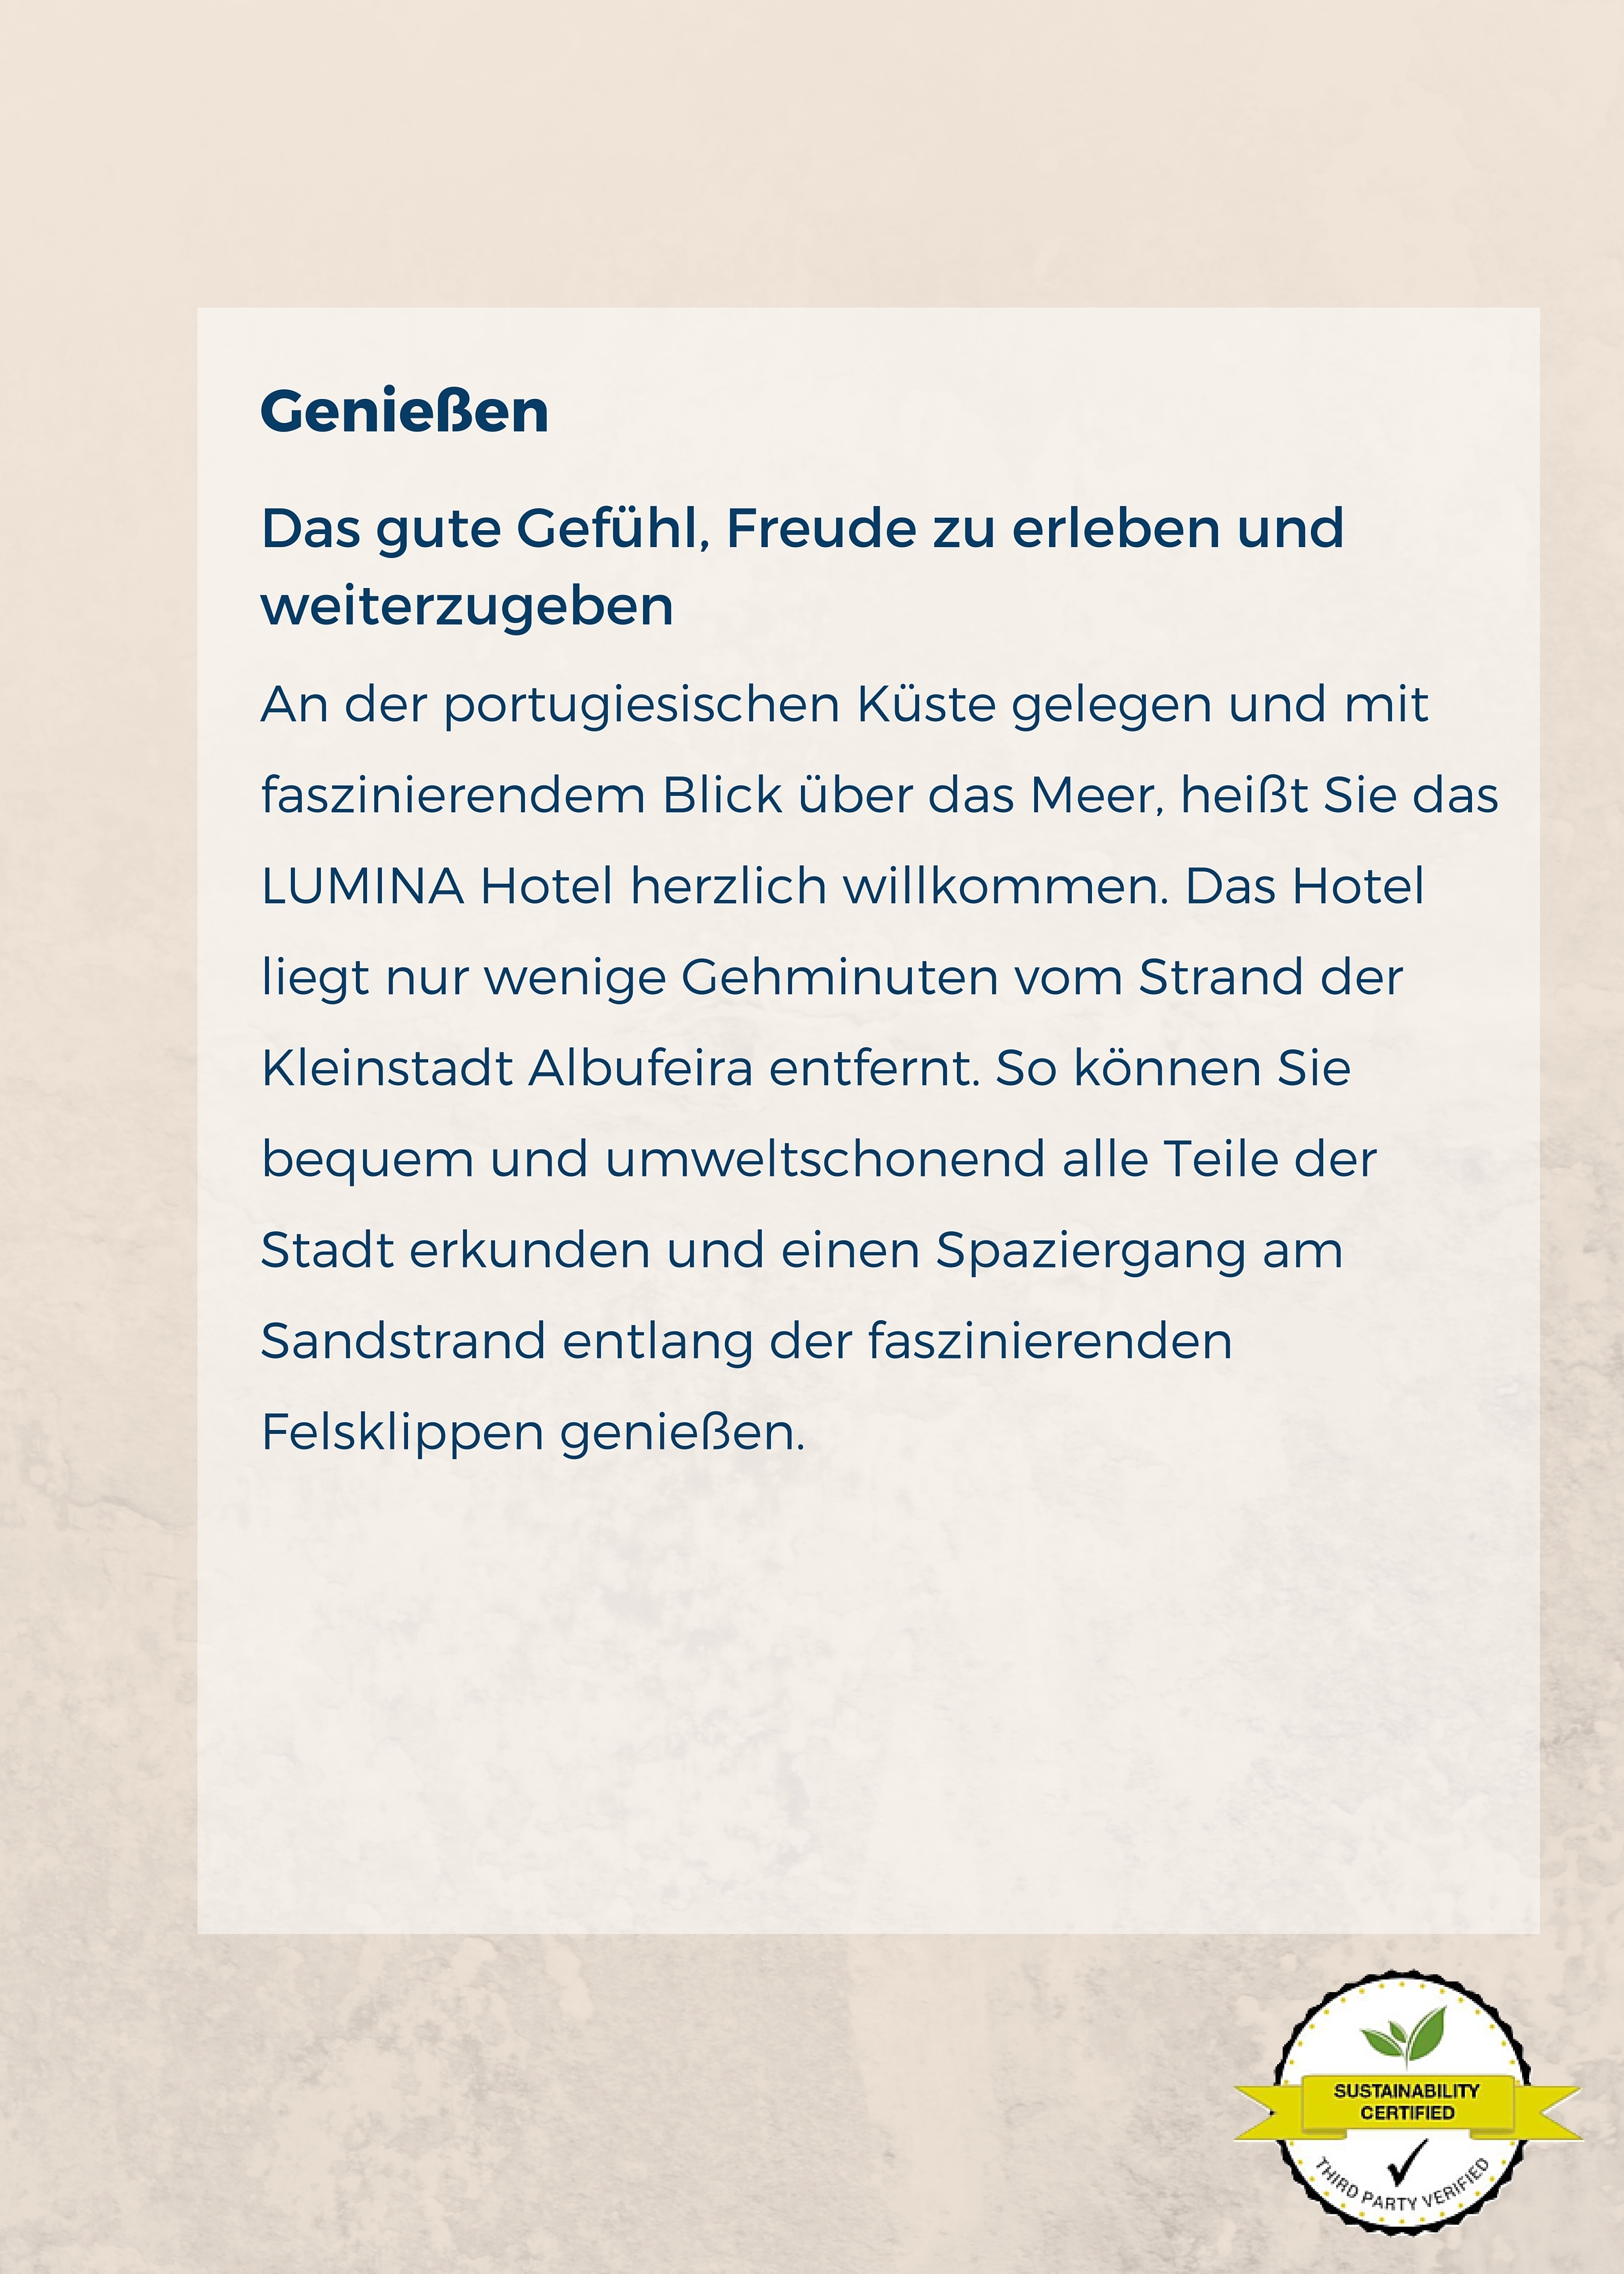 Genießen
Das gute Gefühl, Freude zu erleben und
weiterzugeben
An der portugiesischen Küste gelegen und mit
faszinierendem Blick über das Meer, heißt Sie das
LUMINA Hotel herzlich willkommen. Das Hotel
liegt nur wenige Gehminuten vom Strand der
Kleinstadt Albufeira entfernt. So können Sie
bequem und umweltschonend alle Teile der
Stadt erkunden und einen Spaziergang am
Sandstrand entlang der faszinierenden
Felsklippen genießen.
SUSTAINABILITY
CERTIFIED
THIRD PARTY VERIFIED